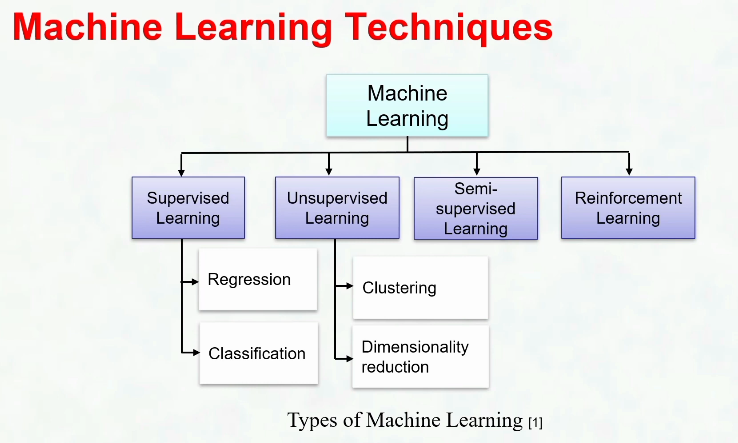 Machine Learning Techniques
Machine
Learning
Supervised
Learning
Unsupervised
Learning
Semi-
supervised
Learning
Reinforcement
Learning
Regression
Classification
Clustering
Dimensionality
reduction
Types of Machine Learning [1]